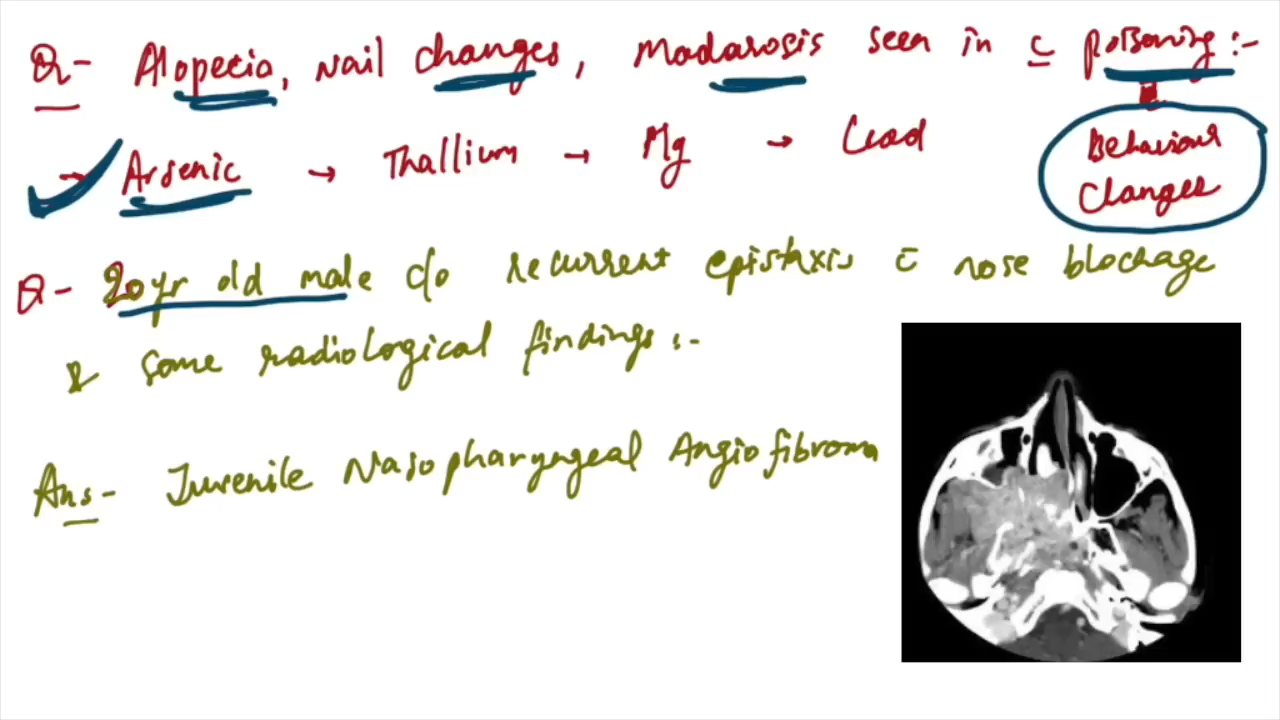 Q- Alopecia, Nail changes, Madarosis seen in c̅ poisoning :-
→ Arsenic → Thallium → Mg → Lead
Behaviour
Changes
Q- 20yr old male c/o recurrent epistaxis c̅ nose blockage
& some radiological findings :-
Ans- Juvenile Nasopharyngeal Angiofibroma